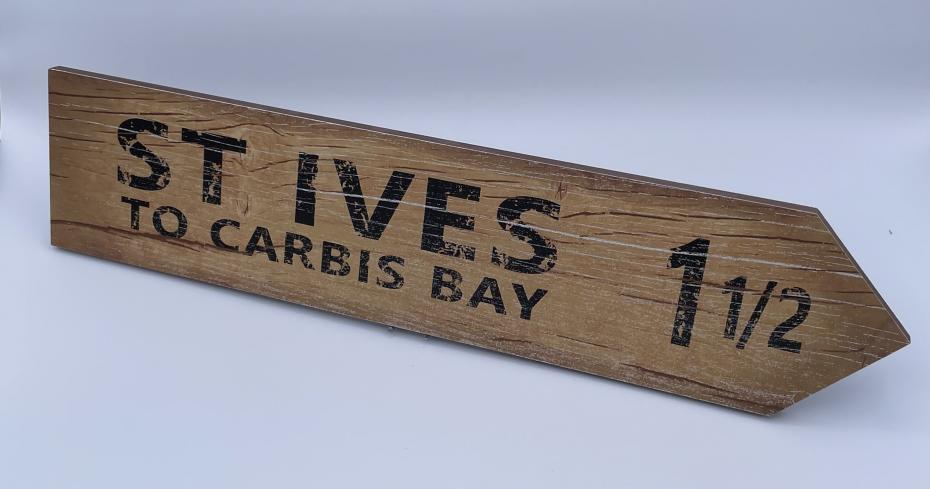 ST IVES
TO CARBIS BAY
1 1/2